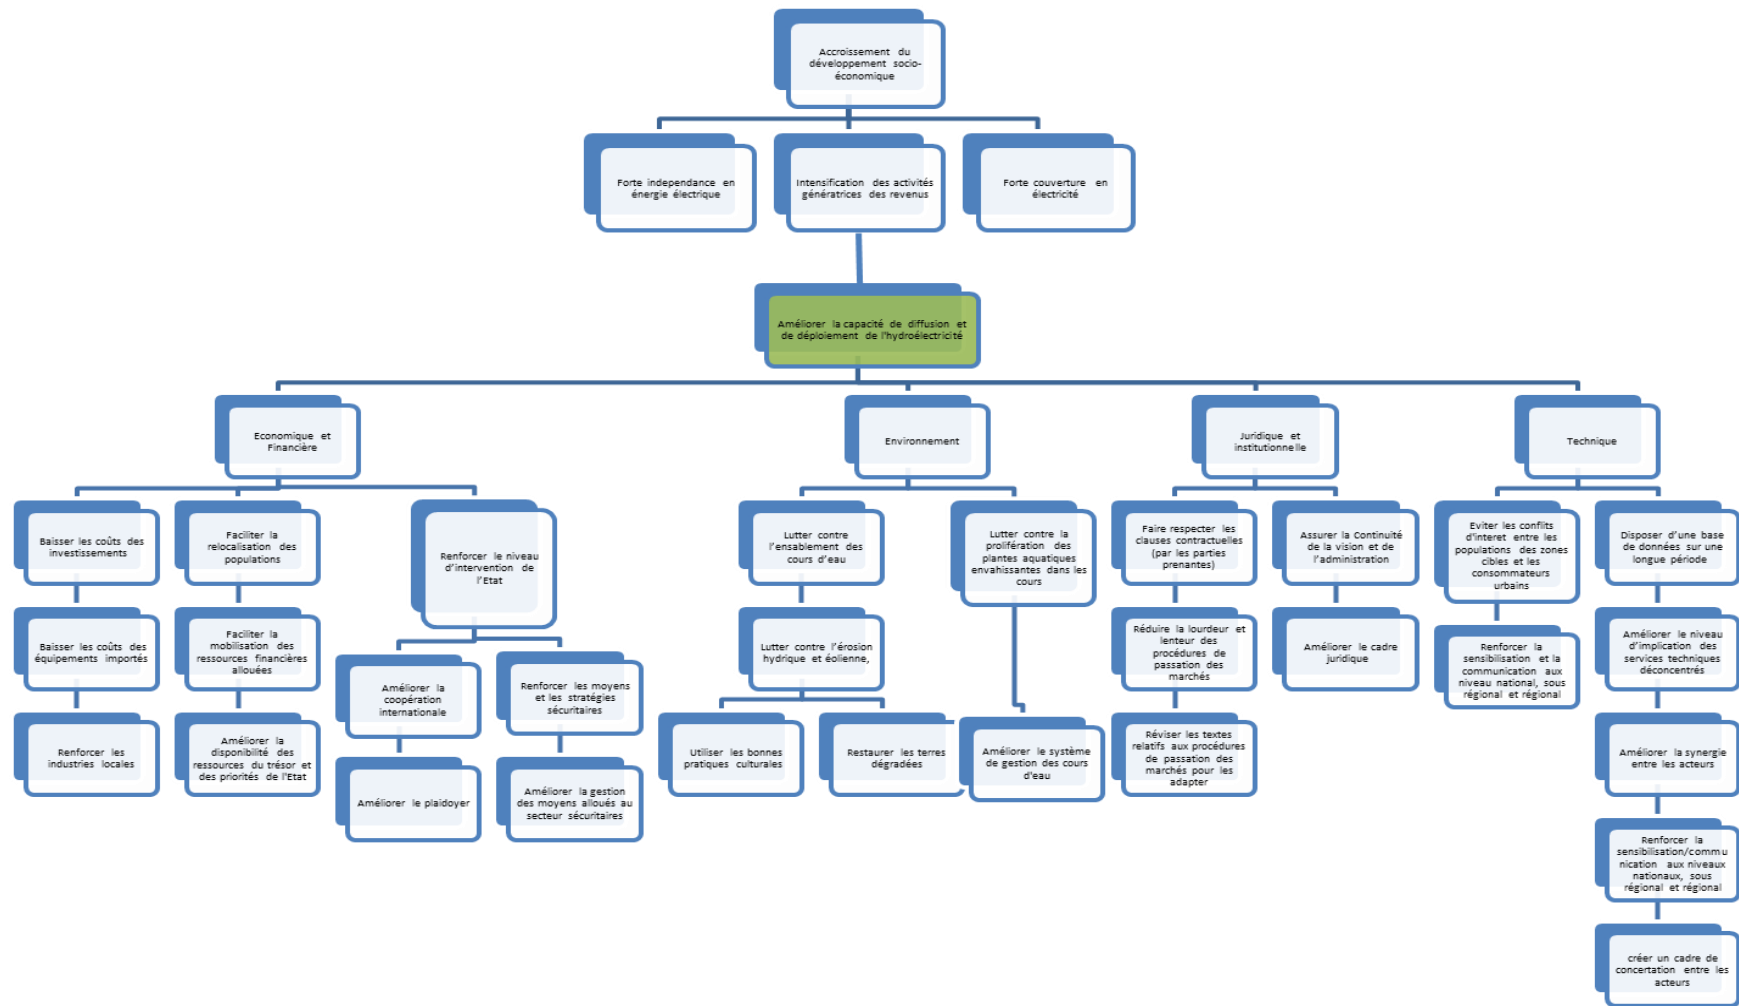 Accroissement du
développement socio-
économique
Forte independance en
énergie électrique
Intensification des activités
génératrices des revenus
Forte couverture en
électricité
Améliorer la capacité de diffusion et
de déploiement de l'hydroélectricité
Economique et
Financière
Environnement
Juridique et
institutionnelle
Technique
Baisser les coûts des
investissements
Faciliter la
relocalisation des
populations
Renforcer le niveau
d'intervention de
l'Etat
Lutter contre
l'ensablement des
cours d'eau
Lutter contre la
prolifération des
plantes aquatiques
envahissantes dans les
cours
Faire respecter les
clauses contractuelles
(par les parties
prenantes)
Assurer la Continuité
de la vision et de
l'administration
Eviter les conflits
d'interet entre les
populations des zones
cibles et les
consommateurs
urbains
Disposer d'une base
de données sur une
longue période
Baisser les coûts des
équipements importés
Faciliter la
mobilisation des
ressources financières
allouées
Améliorer la
coopération
internationale
Renforcer les moyens
et les stratégies
sécuritaires
Lutter contre l'érosion
hydrique et éolienne,
Réduire la lourdeur et
lenteur des
procédures de
passation des
marchés
Améliorer le cadre
juridique
Renforcer la
sensibilisation et la
communication aux
niveau national, sous
régional et régional
Améliorer le niveau
d'implication des
services techniques
déconcentrés
Renforcer les
industries locales
Améliorer la
disponibilité des
ressources du trésor et
des priorités de l'Etat
Améliorer le plaidoyer
Améliorer la gestion
des moyens alloués au
secteur sécuritaires
Utiliser les bonnes
pratiques culturales
Restaurer les terres
dégradées
Améliorer le système
de gestion des cours
d'eau
Réviser les textes
relatifs aux procédures
de passation des
marchés pour les
adapter
Améliorer la synergie
entre les acteurs
Renforcer la
sensibilisation/commu
nication aux niveaux
nationaux, sous
régional et régional
créer un cadre de
concertation entre les
acteurs